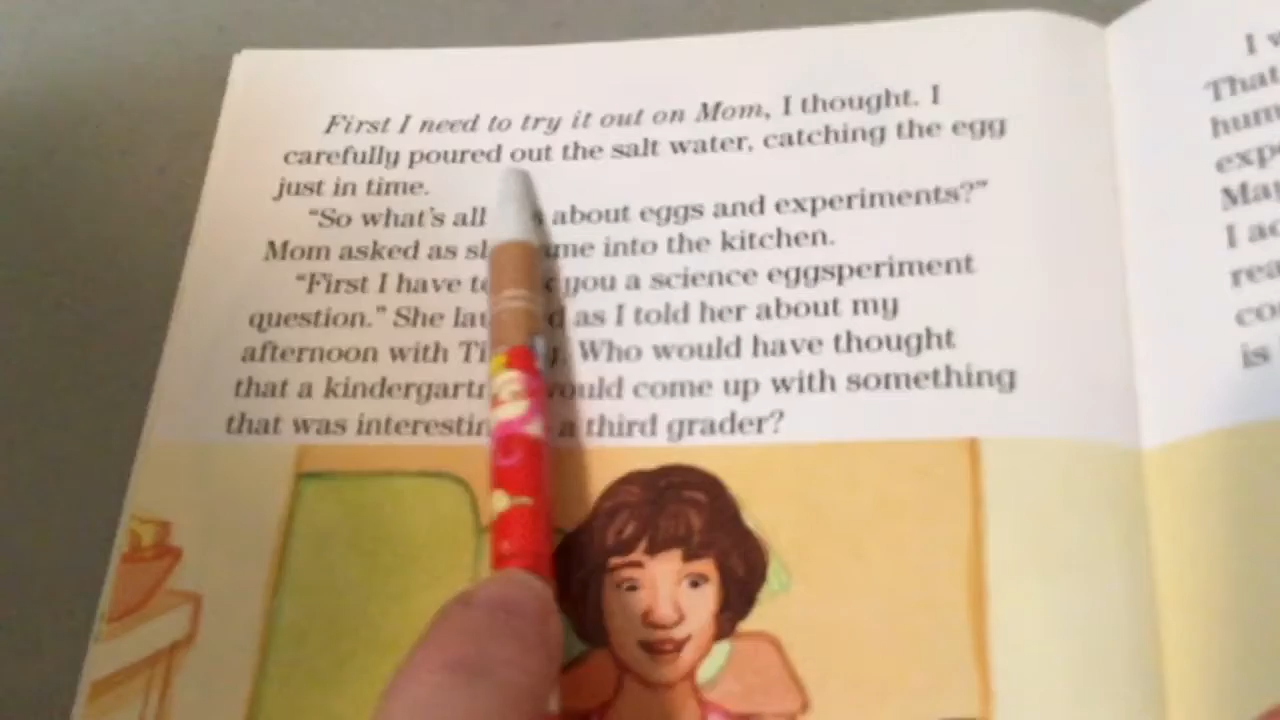 First I need to try it out on Mom, I thought. I
carefully poured out the salt water, catching the egg
just in time.
"So what's all about eggs and experiments?"
Mom asked as into the kitchen.
"First I have you a science eggsperiment
question." She as I told her about my
afternoon with Who would have thought
that a would come up with something
that was a third grader?
I
That
is